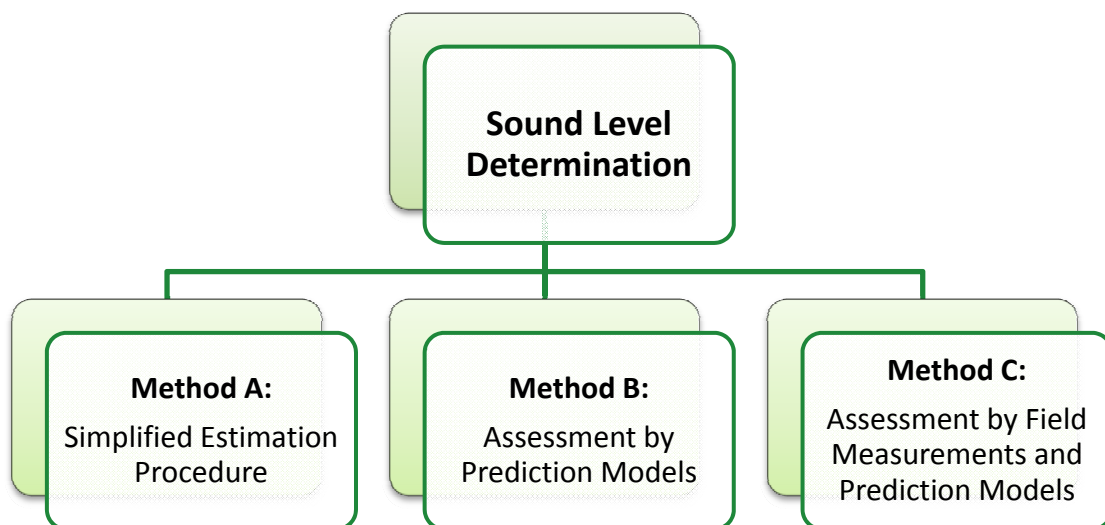 Sound Level
Determination
Method A:
Simplified Estimation
Procedure
Method B:
Assessment by
Prediction Models
Method C:
Assessment by Field
Measurements and
Prediction Models